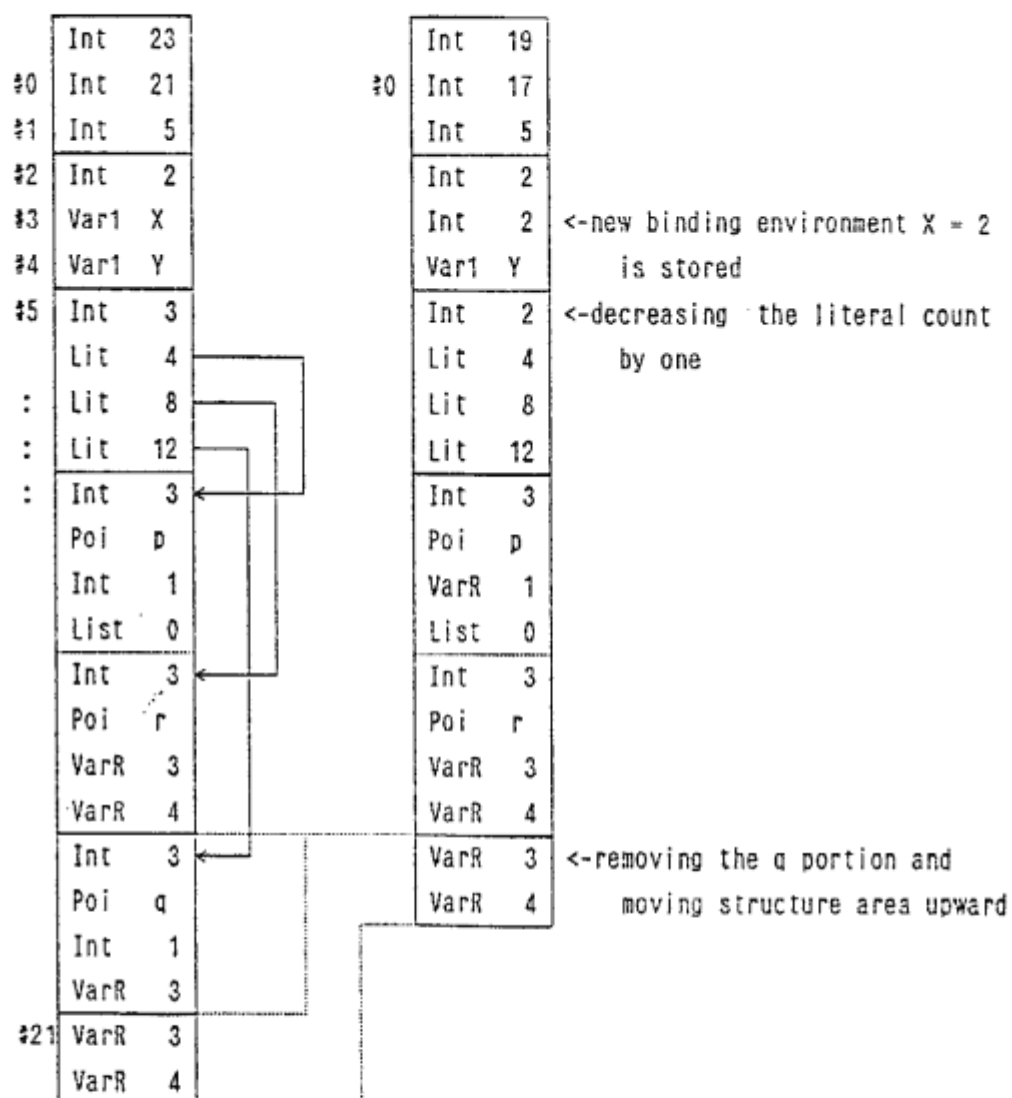 Int 23 Int 19
#0 Int 21 #0 Int 17
#1 Int 5 Int 5
#2 Int 2 Int 2
#3 Var1 X Int 2 <-new binding environment X = 2
#4 Var1 Y Var1 Y is stored
#5 Int 3 Int 2 <-decreasing the literal count
Lit 4 Lit 4 by one
: Lit 8 Lit 8
: Lit 12 Lit 12
: Int 3 Int 3
Poi p Poi p
Int 1 VarR 1
List 0 List 0
Int 3 Int 3
Poi r Poi r
VarR 3 VarR 3
VarR 4 VarR 4
Int 3 VarR 3 <-removing the q portion and
Poi q VarR 4 moving structure area upward
Int 1
VarR 3
#21 VarR 3
VarR 4